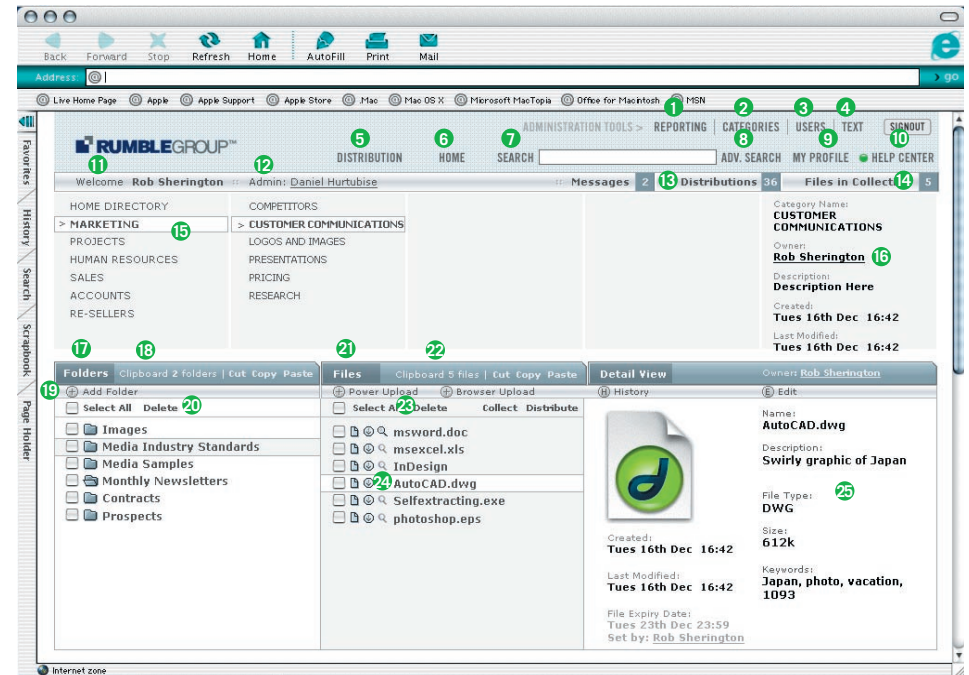 Back Forward Stop Refresh Home AutoFill Print Mail
Address: @ go
@ Live Home Page @ Apple @ Apple Support @ Apple Store @ .Mac @ Mac OS X @ Microsoft MacTopia @ Office for Macintosh @ MSN
Favorites
History
Search
Scrapbook
Page Holder
1 2 3 4
ADMINISTRATION TOOLS > REPORTING | CATEGORIES | USERS | TEXT SIGNOUT
RUMBLEGROUP™
5 6 7 8 9 10
DISTRIBUTION HOME SEARCH ADV. SEARCH MY PROFILE HELP CENTER
11 12
Welcome Rob Sherington :: Admin: Daniel Hurtubise :: Messages 2 13 Distributions 36 Files in Collect 14 5
HOME DIRECTORY
> MARKETING
15
PROJECTS
HUMAN RESOURCES
SALES
ACCOUNTS
RE-SELLERS
COMPETITORS
> CUSTOMER COMMUNICATIONS
LOGOS AND IMAGES
PRESENTATIONS
PRICING
RESEARCH
Category Name:
CUSTOMER
COMMUNICATIONS
Owner:
Rob Sherington 16
Description:
Description Here
Created:
Tues 16th Dec 16:42
Last Modified:
Tues 16th Dec 16:42
17 18
Folders Clipboard 2 folders | Cut Copy Paste
19 Add Folder
Select All Delete 20
Images
Media Industry Standards
Media Samples
Monthly Newsletters
Contracts
Prospects
21 22
Files Clipboard 5 files | Cut Copy Paste
Power Upload Browser Upload
Select All 23 Delete Collect Distribute
msword.doc
msexcel.xls
InDesign
24 AutoCAD.dwg
Selfextracting.exe
photoshop.eps
Detail View Owner: Rob Sherington
H History E Edit
Created:
Tues 16th Dec 16:42
Last Modified:
Tues 16th Dec 16:42
File Expiry Date:
Tues 23th Dec 23:59
Set by: Rob Sherington
Name:
AutoCAD.dwg
Description:
Swirly graphic of Japan
File Type: 25
DWG
Size:
612k
Keywords:
Japan, photo, vacation,
1093
Internet zone